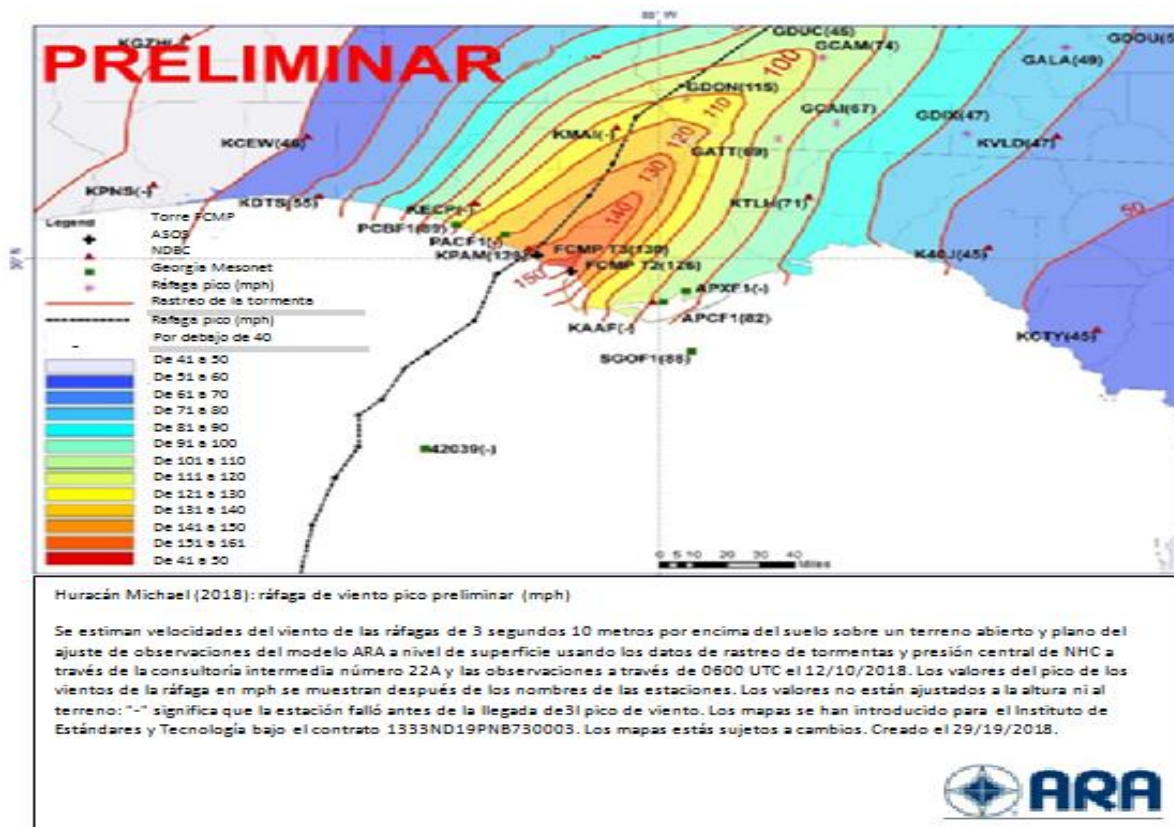 88° W
PRELIMINAR
KGZH(
GDUC(45)
GCAM(74)
GDOU(5
GALA(49)
100
GDON(115)
110
KCEW(46)
KMAI(-)
120
GCAI(67)
GDIX(47)
KVLD(47)
GATT(69)
130
KPNS(-)
KDTS(55)
KECP(-)
140
KTLH(71)
50
PCBF1(89)
PACF1(-)
KPAM(129)
FCMP T3(130)
FCMP T2(126)
K40J(45)
30° N
150
APXF1(-)
KAAF(-)
APCF1(82)
KCTY(45)
SGOF1(88)
42039(-)
Legend
Torre FCMP
ASOS
NDBC
Georgia Mesonet
Ráfaga pico (mph)
Rastreo de la tormenta
Rafaga pico (mph)
Por debajo de 40
De 41 a 50
De 51 a 60
De 61 a 70
De 71 a 80
De 81 a 90
De 91 a 100
De 101 a 110
De 111 a 120
De 121 a 130
De 131 a 140
De 141 a 150
De 151 a 161
De 41 a 50
0 5 10 20 30 40
Miles
Huracán Michael (2018): ráfaga de viento pico preliminar (mph)
Se estiman velocidades del viento de las ráfagas de 3 segundos 10 metros por encima del suelo sobre un terreno abierto y plano del
ajuste de observaciones del modelo ARA a nivel de superficie usando los datos de rastreo de tormentas y presión central de NHC a
través de la consultoría intermedia número 22A y las observaciones a través de 0600 UTC el 12/10/2018. Los valores del pico de los
vientos de la ráfaga en mph se muestran después de los nombres de las estaciones. Los valores no están ajustados a la altura ni al
terreno: "-" significa que la estación falló antes de la llegada de3l pico de viento. Los mapas se han introducido para el Instituto de
Estándares y Tecnología bajo el contrato 1333ND19PNB730003. Los mapas estás sujetos a cambios. Creado el 29/19/2018.
ARA